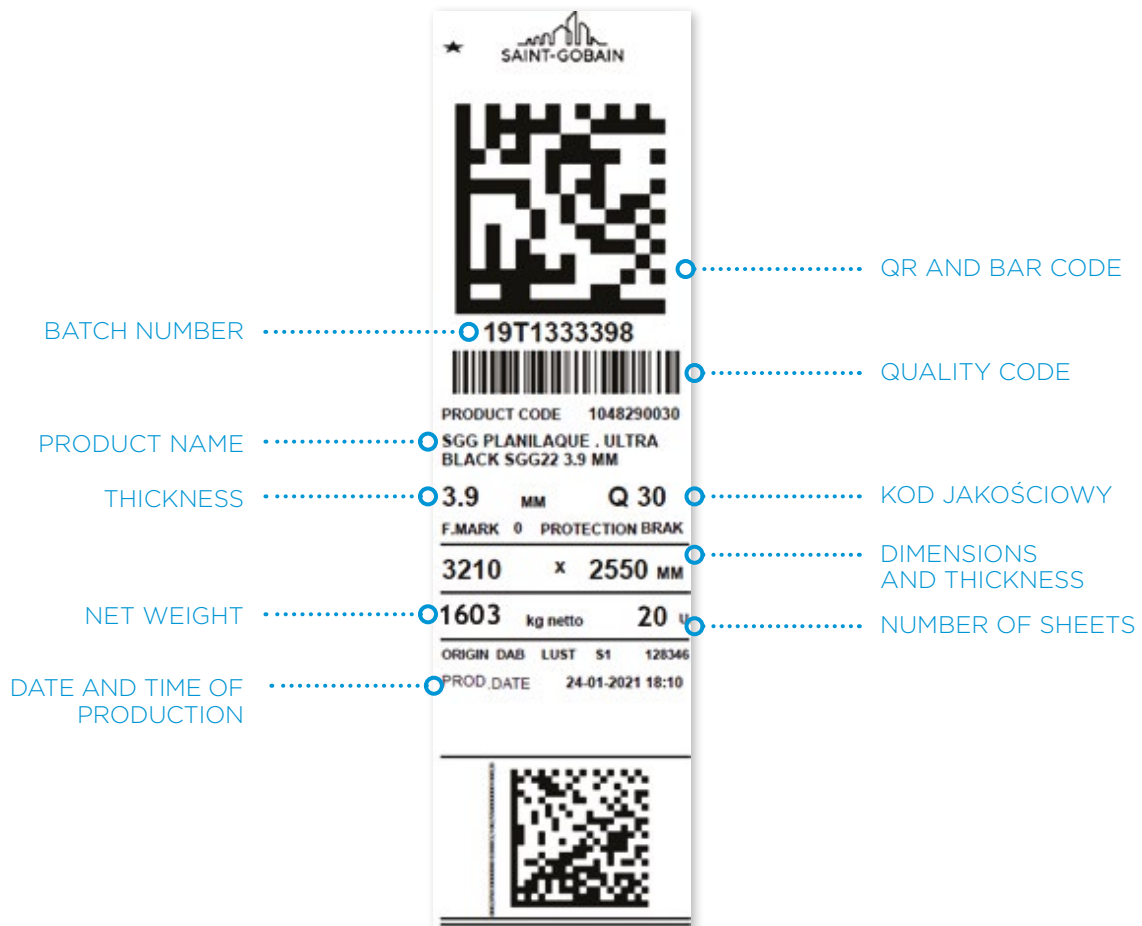 SAINT-GOBAIN
QR AND BAR CODE
BATCH NUMBER
19T1333398
QUALITY CODE
PRODUCT CODE 1048290030
PRODUCT NAME
SGG PLANILAQUE . ULTRA
BLACK SGG22 3.9 MM
THICKNESS
3.9 MM Q 30
KOD JAKOŚCIOWY
F.MARK 0 PROTECTION BRAK
DIMENSIONS
AND THICKNESS
3210 x 2550 MM
NET WEIGHT
1603 kg netto 20 u
NUMBER OF SHEETS
ORIGIN DAB LUST S1 128346
DATE AND TIME OF
PRODUCTION
PROD.DATE 24-01-2021 18:10